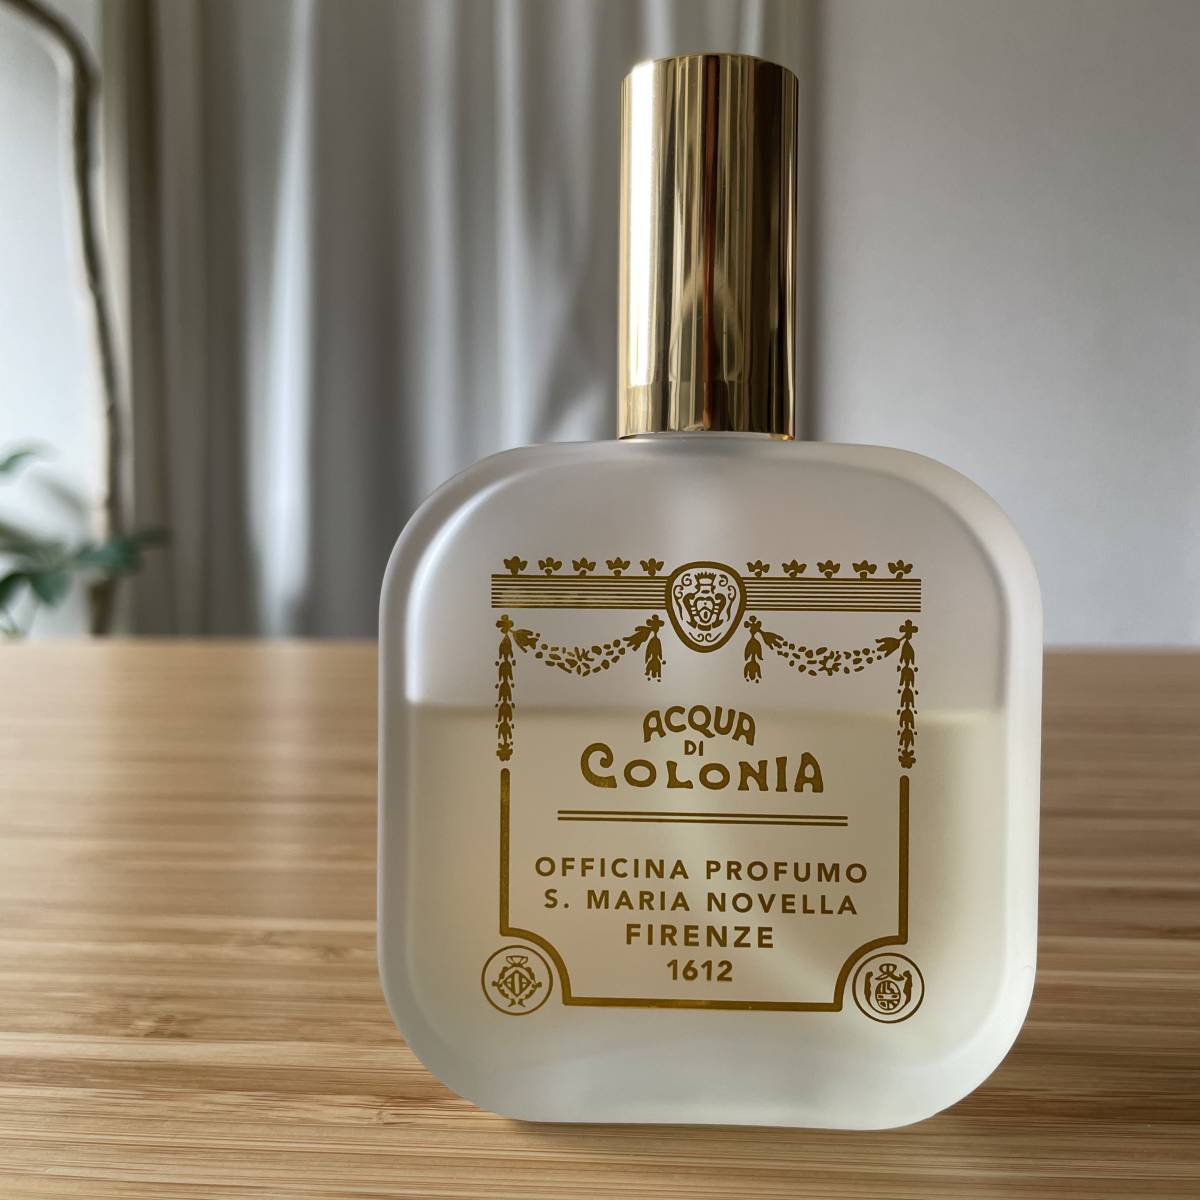 ACQUA
DI
COLONIA
OFFICINA PROFUMO
S. MARIA NOVELLA
FIRENZE
1612